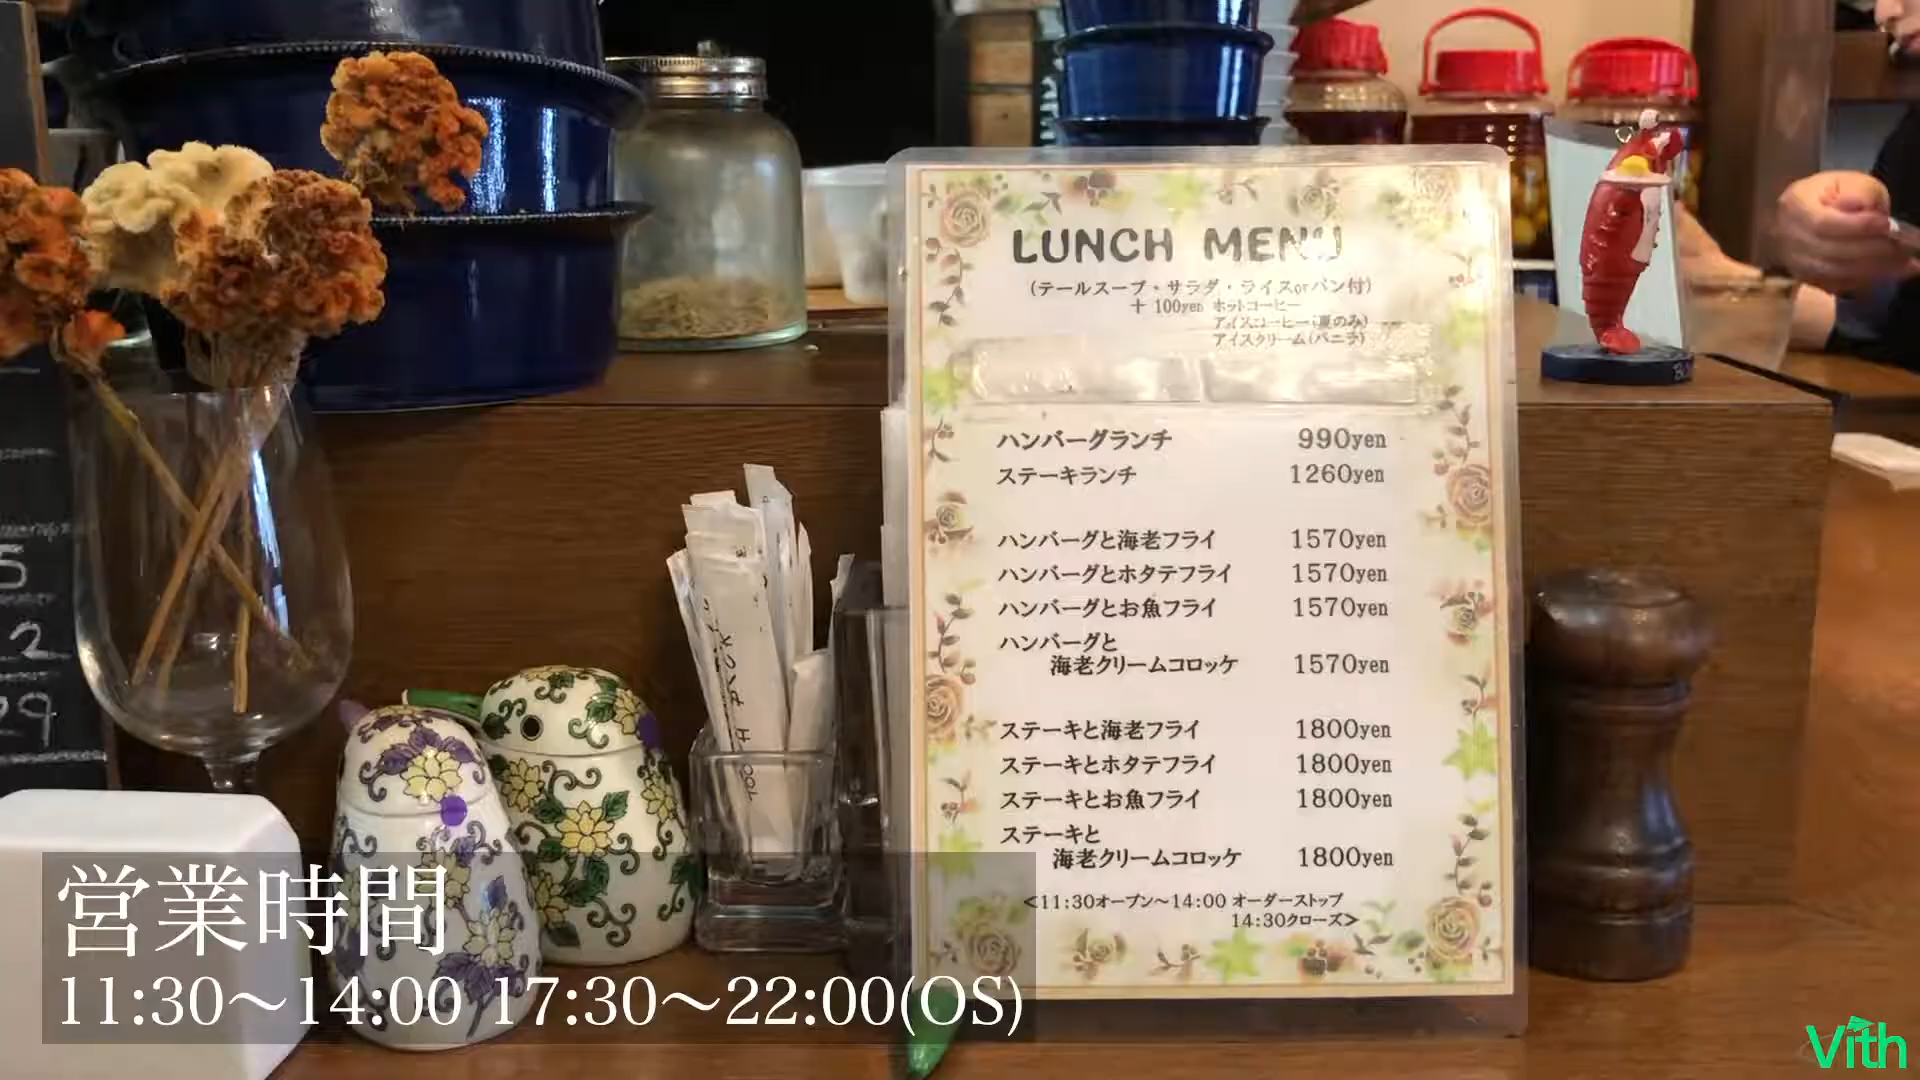 LUNCH MENU
(テールスープ・サラダ・ライスorパン付)
＋ 100yen ホットコーヒー
アイスコーヒー(夏のみ)
アイスクリーム(バニラ)
ハンバーグランチ 990yen
ステーキランチ 1260yen
ハンバーグと海老フライ 1570yen
ハンバーグとホタテフライ 1570yen
ハンバーグとお魚フライ 1570yen
ハンバーグと
海老クリームコロッケ 1570yen
ステーキと海老フライ 1800yen
ステーキとホタテフライ 1800yen
ステーキとお魚フライ 1800yen
ステーキと
海老クリームコロッケ 1800yen
<11:30オープン～14:00 オーダーストップ
14:30クローズ>
5
2
29
営業時間
11:30～14:00 17:30～22:00(OS)
Vith